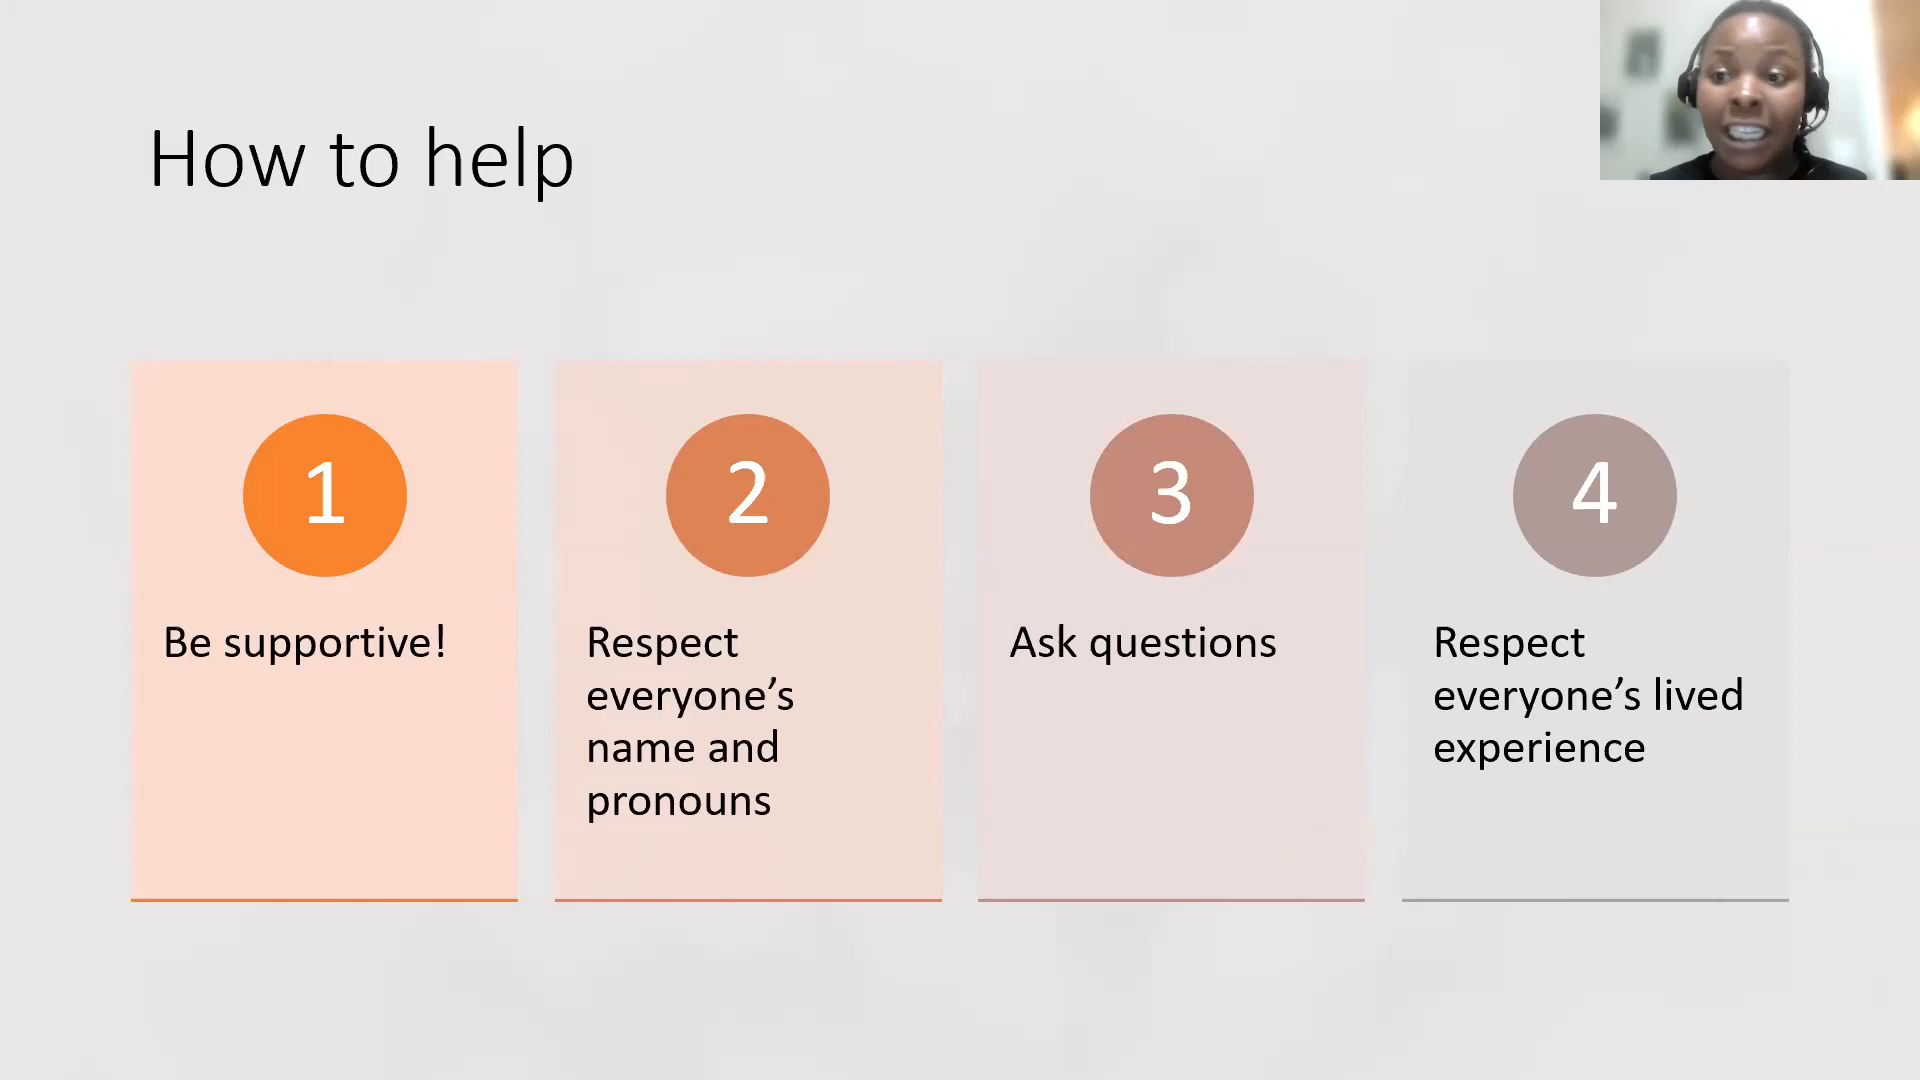 How to help
1
Be supportive!
2
Respect
everyone’s
name and
pronouns
3
Ask questions
4
Respect
everyone’s lived
experience